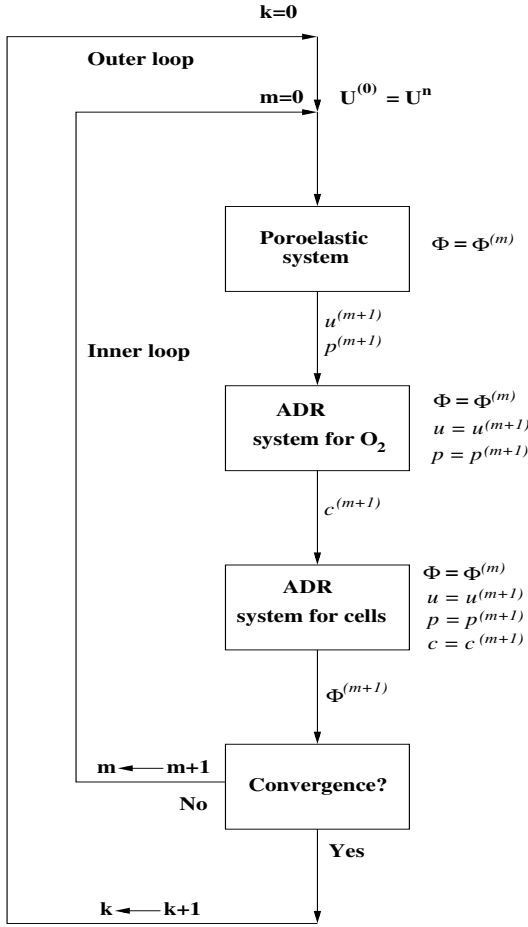 k=0
Outer loop
m=0
U⁽⁰⁾ = Uⁿ
Poroelastic
system
Φ = Φ⁽ᵐ⁾
u⁽ᵐ⁺¹⁾
p⁽ᵐ⁺¹⁾
Inner loop
ADR
system for O₂
Φ = Φ⁽ᵐ⁾
u = u⁽ᵐ⁺¹⁾
p = p⁽ᵐ⁺¹⁾
c⁽ᵐ⁺¹⁾
ADR
system for cells
Φ = Φ⁽ᵐ⁾
u = u⁽ᵐ⁺¹⁾
p = p⁽ᵐ⁺¹⁾
c = c⁽ᵐ⁺¹⁾
Φ⁽ᵐ⁺¹⁾
m ← m+1
No
Convergence?
Yes
k ← k+1